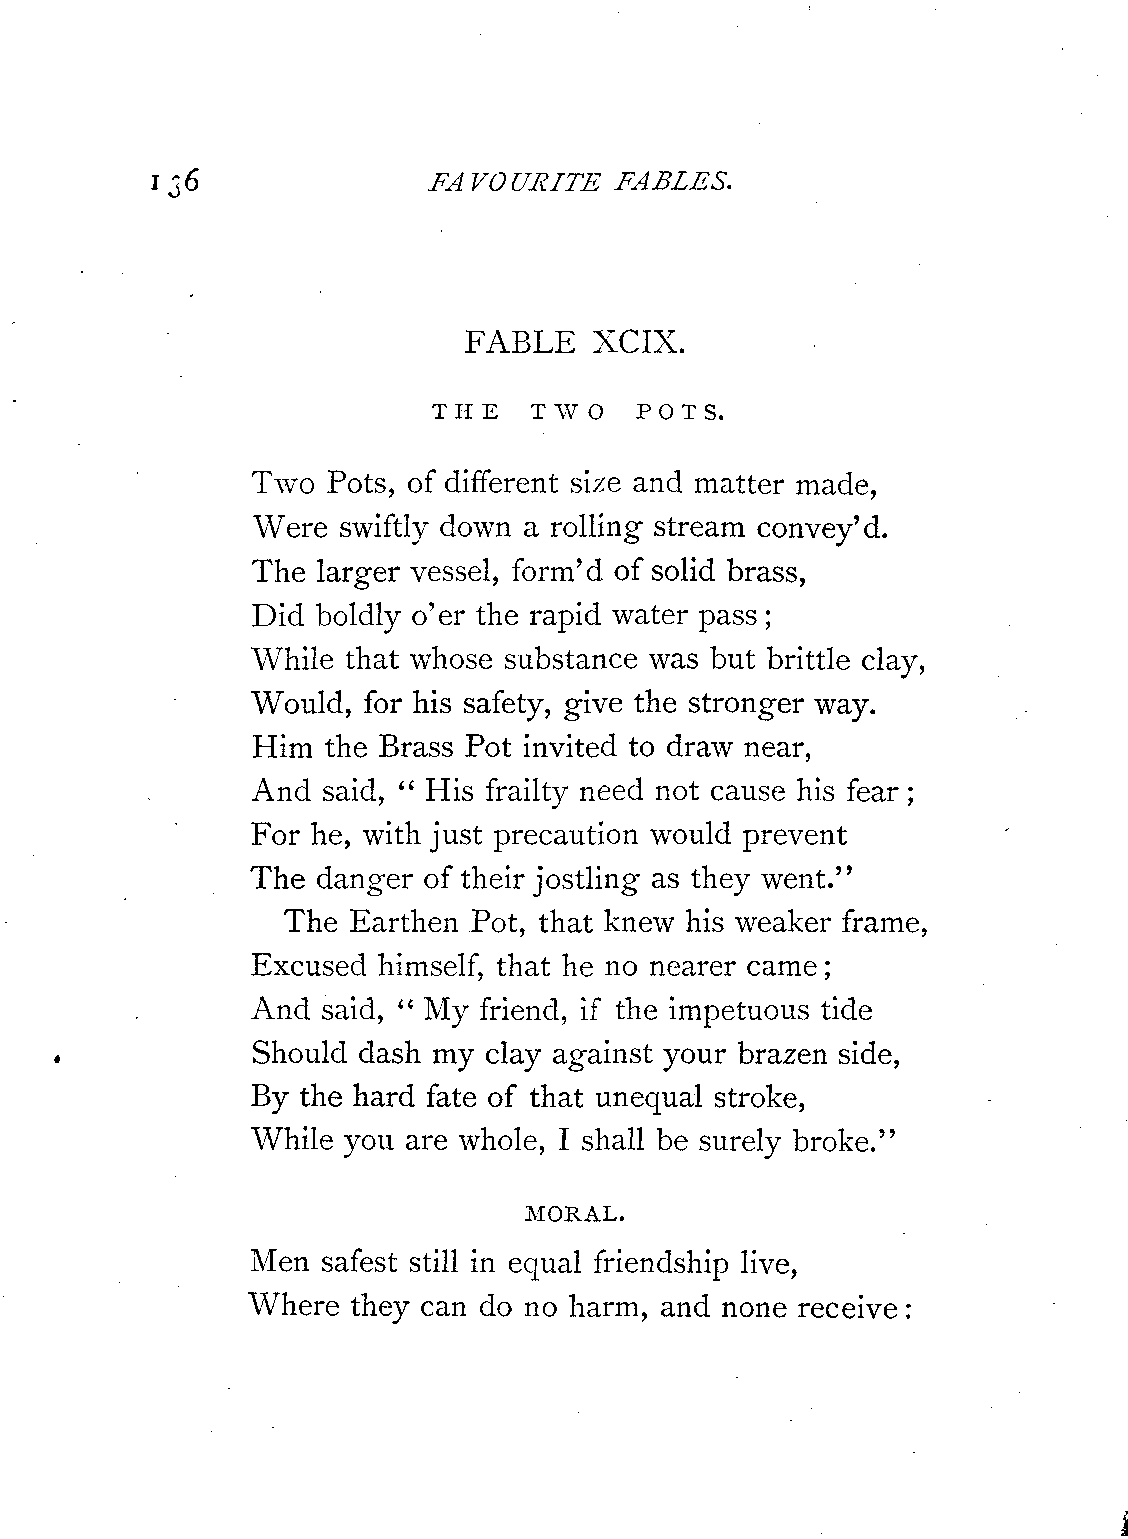 136 FAVOURITE FABLES.
FABLE XCIX.
THE TWO POTS.
Two Pots, of different size and matter made,
Were swiftly down a rolling stream convey'd.
The larger vessel, form'd of solid brass,
Did boldly o'er the rapid water pass;
While that whose substance was but brittle clay,
Would, for his safety, give the stronger way.
Him the Brass Pot invited to draw near,
And said, “ His frailty need not cause his fear;
For he, with just precaution would prevent
The danger of their jostling as they went.”
The Earthen Pot, that knew his weaker frame,
Excused himself, that he no nearer came;
And said, “ My friend, if the impetuous tide
Should dash my clay against your brazen side,
By the hard fate of that unequal stroke,
While you are whole, I shall be surely broke.”
MORAL.
Men safest still in equal friendship live,
Where they can do no harm, and none receive: